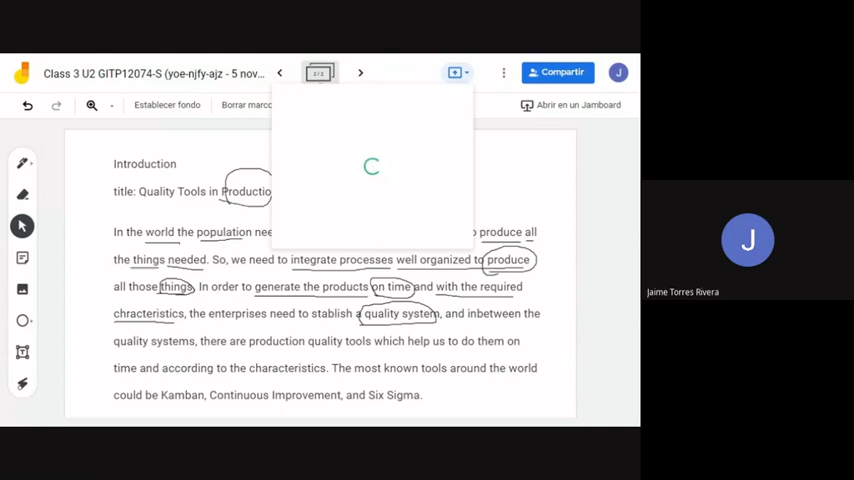 Class 3 U2 GITP12074-S (yoe-njfy-ajz - 5 nov...
Compartir
J
Establecer fondo
Borrar marco
Abrir en un Jamboard
Introduction
title: Quality Tools in Productio
In the world the population nee
o produce all
the things needed. So, we need to integrate processes well organized to produce
all those things. In order to generate the products on time and with the required
chracteristics, the enterprises need to stablish a quality system, and inbetween the
quality systems, there are production quality tools which help us to do them on
time and according to the characteristics. The most known tools around the world
could be Kamban, Continuous Improvement, and Six Sigma.
J
Jaime Torres Rivera